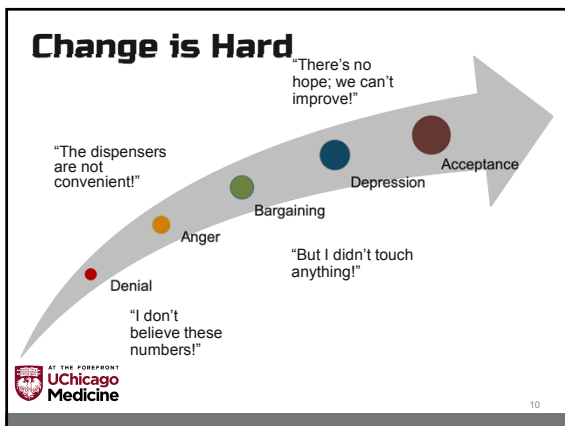 Change is Hard
“There’s no
hope; we can’t
improve!”
“The dispensers
are not
convenient!”
Acceptance
Depression
Bargaining
Anger
“But I didn’t touch
anything!”
Denial
“I don’t
believe these
numbers!”
AT THE FOREFRONT
UChicago
Medicine
10